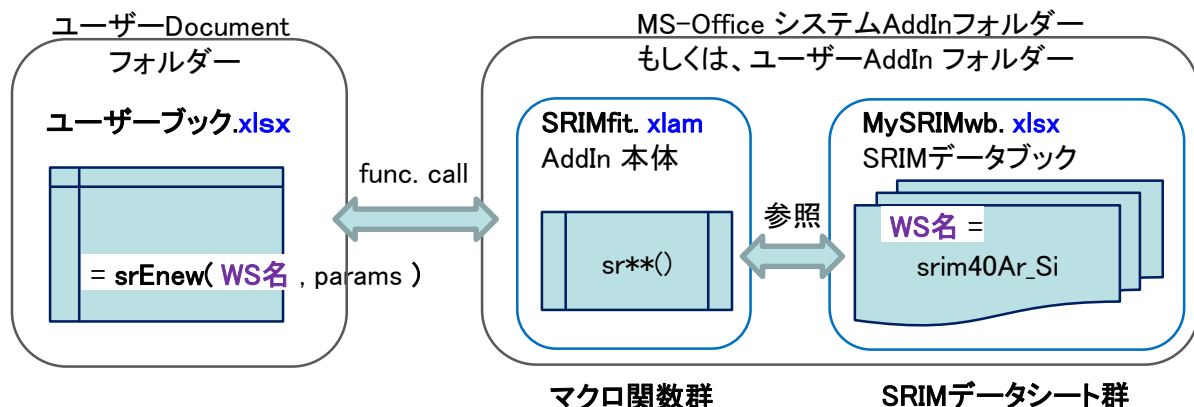 ユーザーDocument
フォルダー
ユーザーブック.xlsx
= srEnew( WS名 , params )
func. call
MS-Office システムAddInフォルダー
もしくは、ユーザーAddIn フォルダー
SRIMfit. xlam
AddIn 本体
sr**()
参照
MySRIMwb. xlsx
SRIMデータブック
WS名 =
srim40Ar_Si
マクロ関数群
SRIMデータシート群